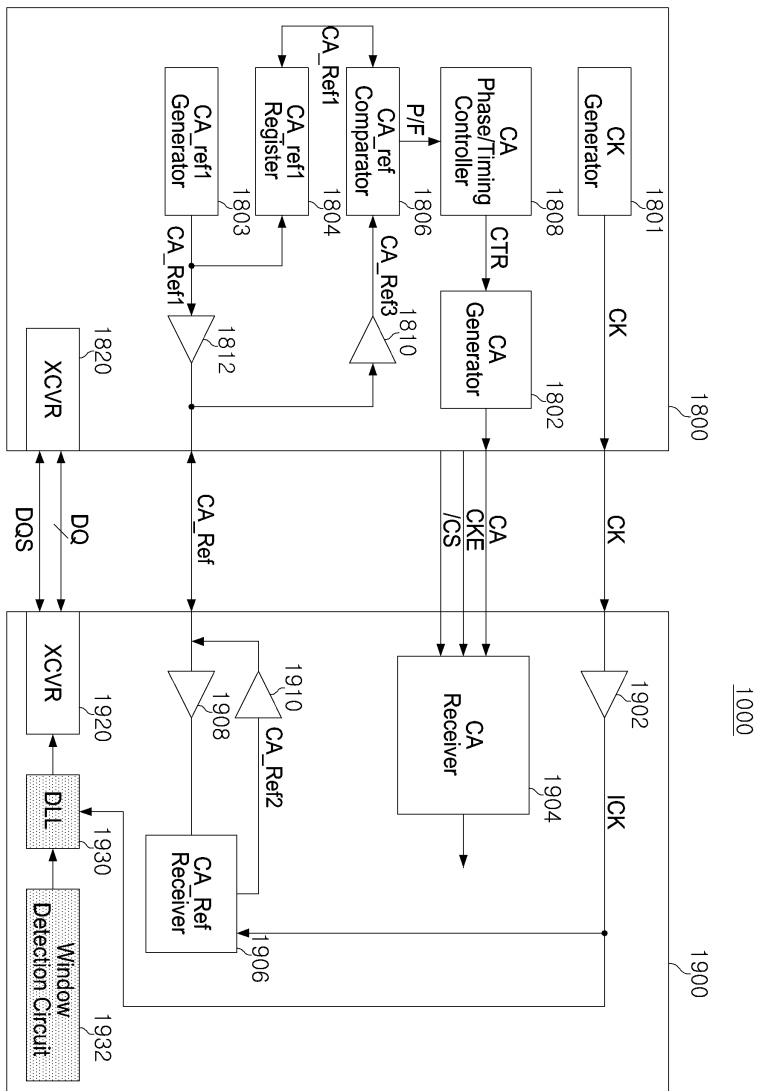 1000
1800
CK
Generator
1801
CK
CK
CA
Phase/Timing
Controller
1808
CTR
CA
Generator
1802
CA
CKE
/CS
P/F
CA_ref
Comparator
1806
CA_Ref3
1810
CA_Ref1
CA_ref1
Register
1804
CA_ref1
Generator
1803
CA_Ref1
1812
CA_Ref
XCVR
1820
DQ
DQS
1900
1902
ICK
CA
Receiver
1904
1910
CA_Ref2
1908
CA_Ref
Receiver
1906
XCVR
1920
DLL
1930
Window
Detection Circuit
1932